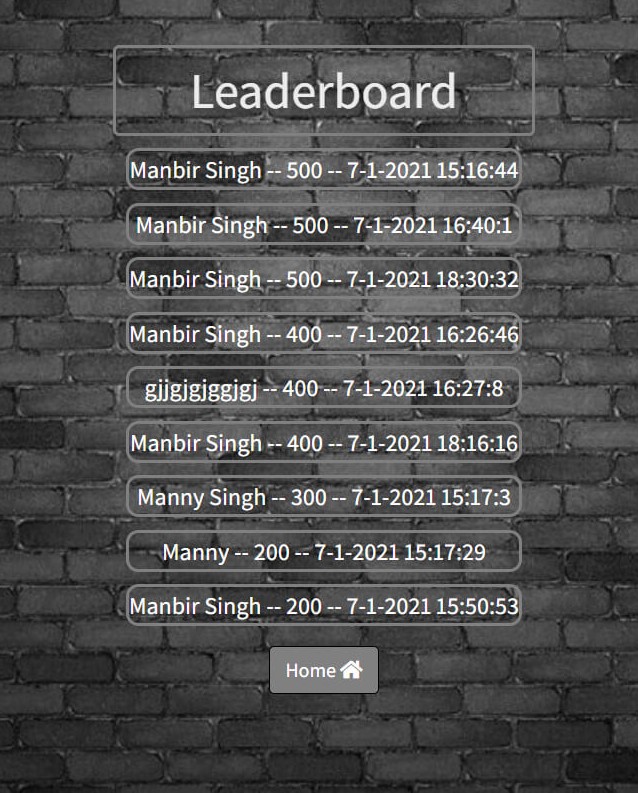 Leaderboard
Manbir Singh -- 500 -- 7-1-2021 15:16:44
Manbir Singh -- 500 -- 7-1-2021 16:40:1
Manbir Singh -- 500 -- 7-1-2021 18:30:32
Manbir Singh -- 400 -- 7-1-2021 16:26:46
gjjgjgjggjgj -- 400 -- 7-1-2021 16:27:8
Manbir Singh -- 400 -- 7-1-2021 18:16:16
Manny Singh -- 300 -- 7-1-2021 15:17:3
Manny -- 200 -- 7-1-2021 15:17:29
Manbir Singh -- 200 -- 7-1-2021 15:50:53
Home